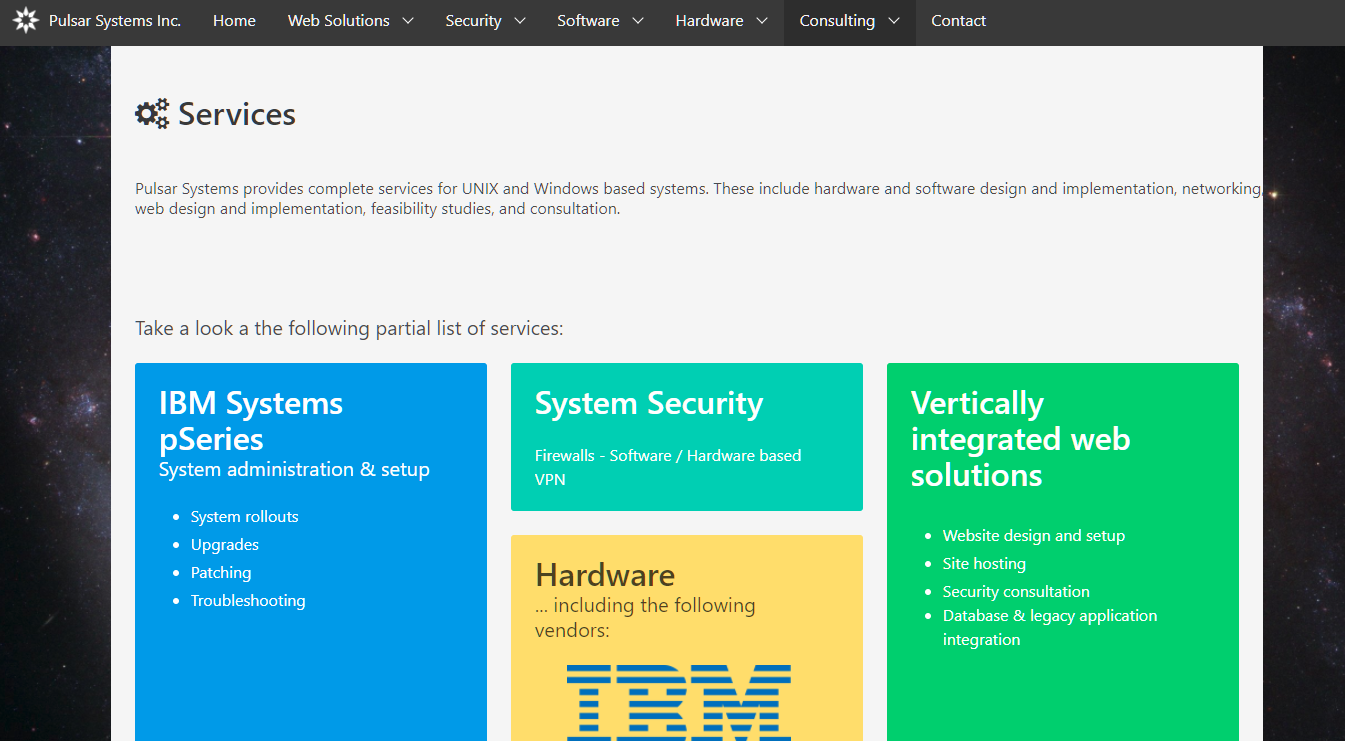 Pulsar Systems Inc. Home Web Solutions Security Software Hardware Consulting Contact
Services
Pulsar Systems provides complete services for UNIX and Windows based systems. These include hardware and software design and implementation, networking,
web design and implementation, feasibility studies, and consultation.
Take a look a the following partial list of services:
IBM Systems
pSeries
System administration & setup
System rollouts
Upgrades
Patching
Troubleshooting
System Security
Firewalls - Software / Hardware based
VPN
Hardware
... including the following
vendors:
IBM
Vertically
integrated web
solutions
Website design and setup
Site hosting
Security consultation
Database & legacy application
integration